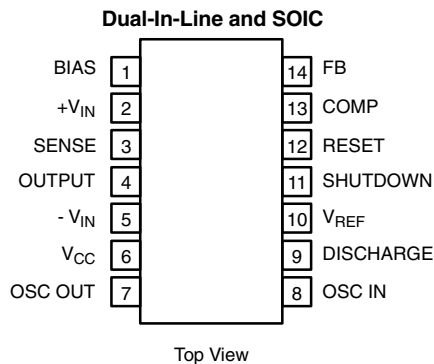 Dual-In-Line and SOIC
BIAS 1 14 FB
+VIN 2 13 COMP
SENSE 3 12 RESET
OUTPUT 4 11 SHUTDOWN
- VIN 5 10 VREF
VCC 6 9 DISCHARGE
OSC OUT 7 8 OSC IN
Top View